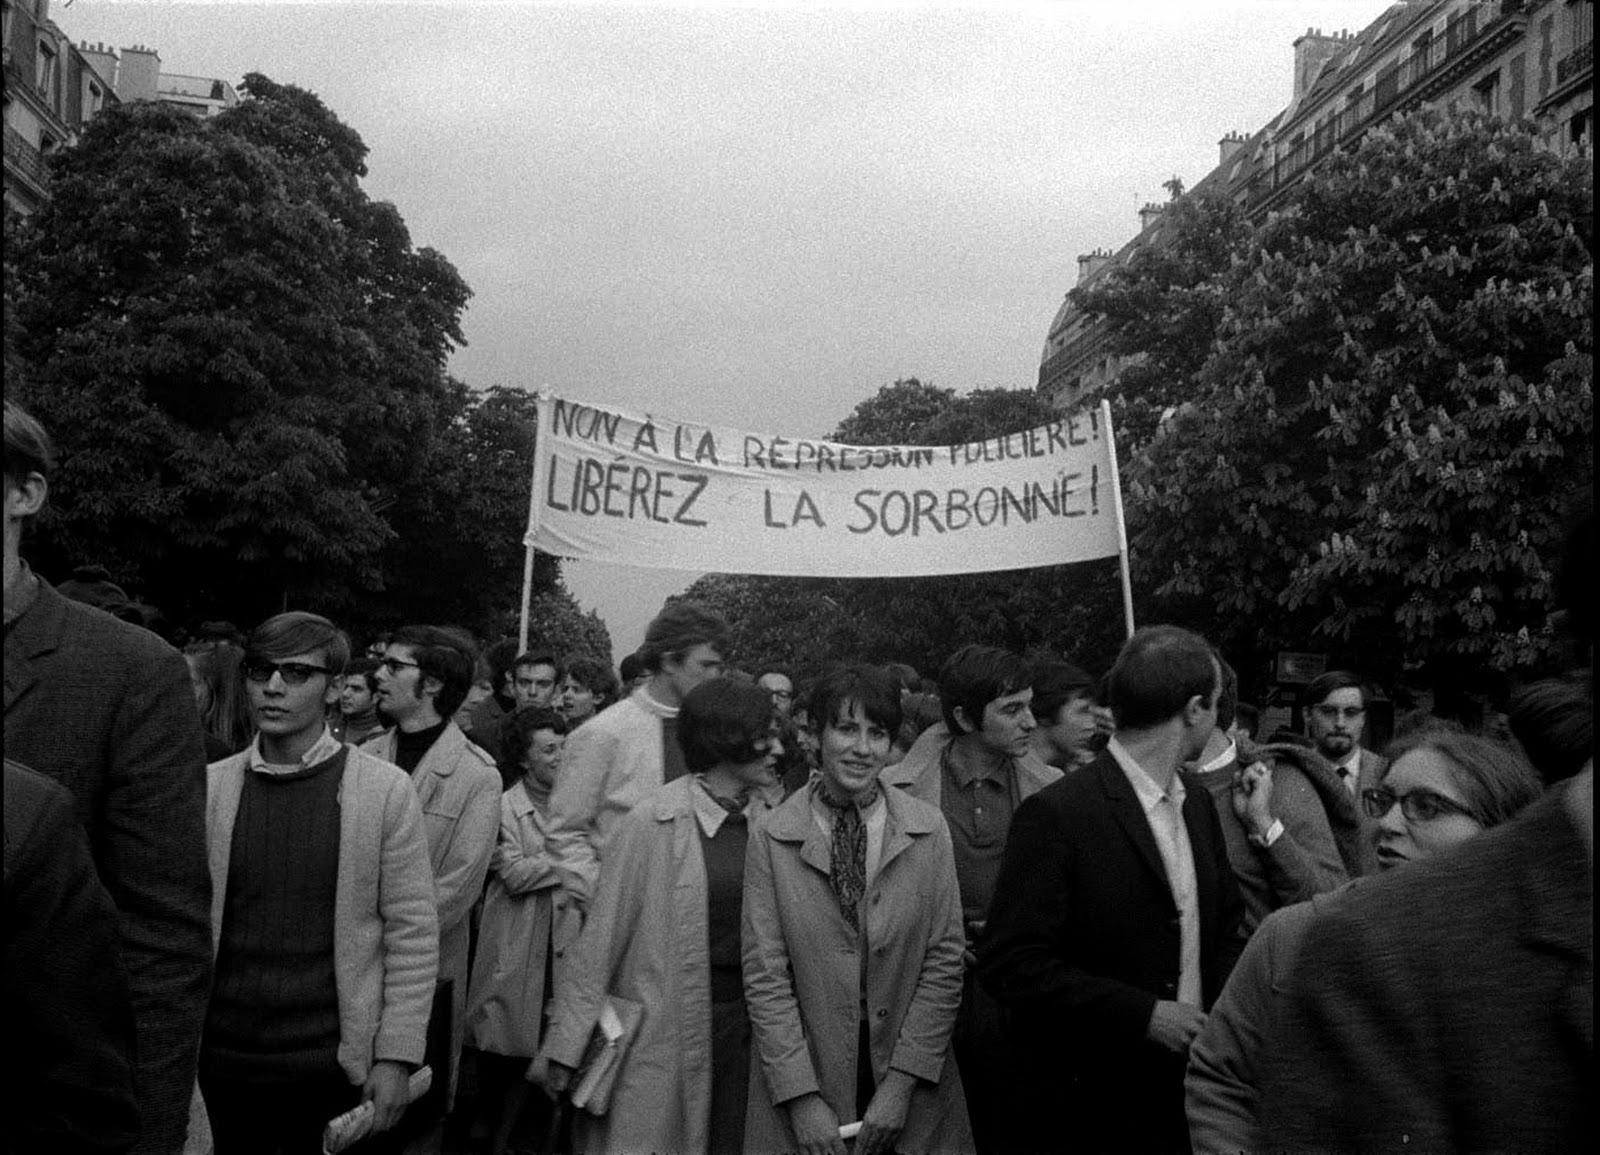 NON À LA RÉPRESSION POLICIÈRE!
LIBÉREZ LA SORBONNE!